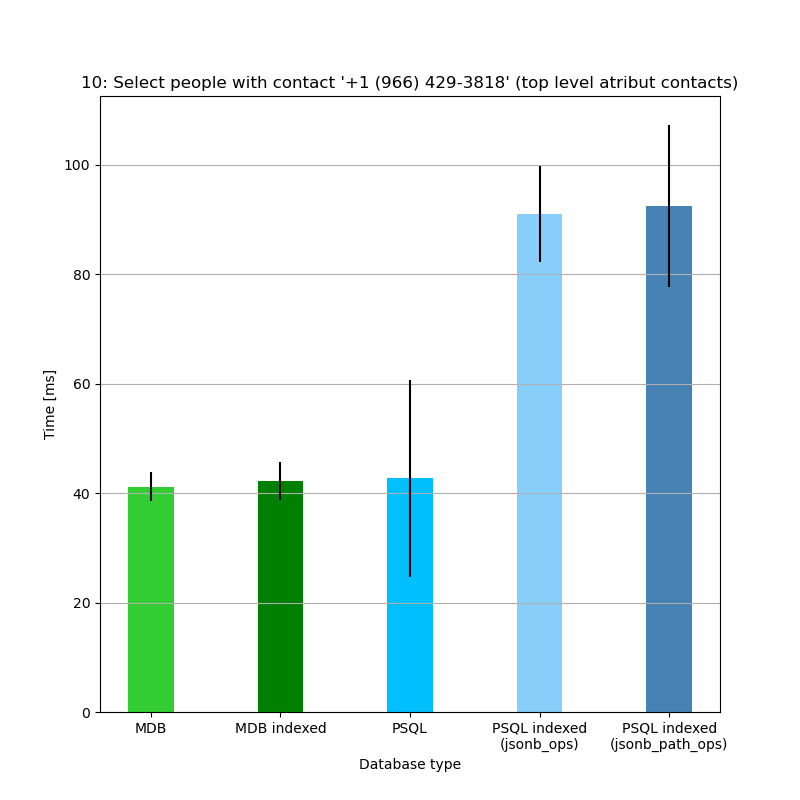 10: Select people with contact '+1 (966) 429-3818' (top level atribut contacts)
100
80
60
40
20
0
Time [ms]
MDB
MDB indexed
PSQL
PSQL indexed
(jsonb_ops)
PSQL indexed
(jsonb_path_ops)
Database type